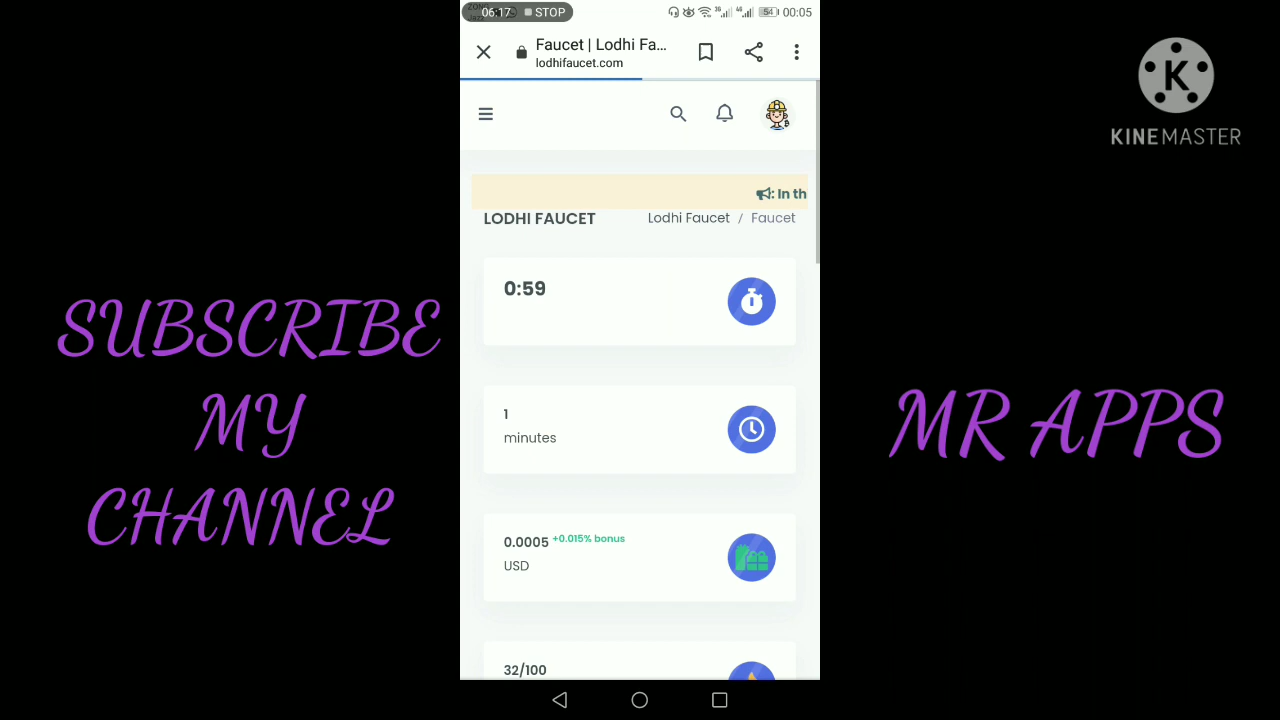 06:17 STOP
54 00:05
Faucet | Lodhi Fa...
lodhifaucet.com
: In th
LODHI FAUCET
Lodhi Faucet / Faucet
0:59
1
minutes
0.0005 +0.015% bonus
USD
32/100
SUBSCRIBE
MY
CHANNEL
K
KINEMASTER
MR APPS